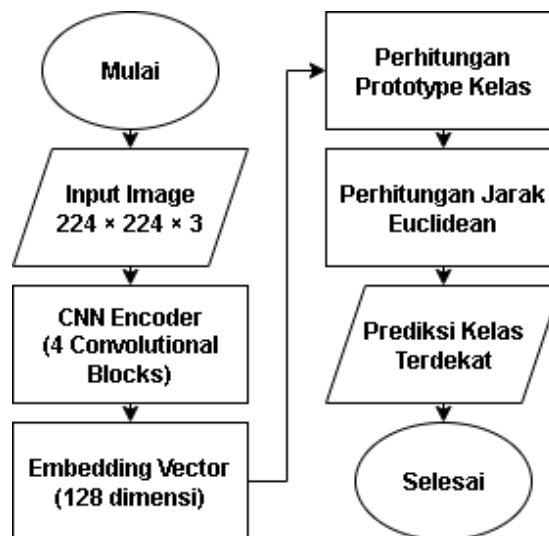 Mulai
Input Image
224 × 224 × 3
CNN Encoder
(4 Convolutional
Blocks)
Embedding Vector
(128 dimensi)
Perhitungan
Prototype Kelas
Perhitungan Jarak
Euclidean
Prediksi Kelas
Terdekat
Selesai